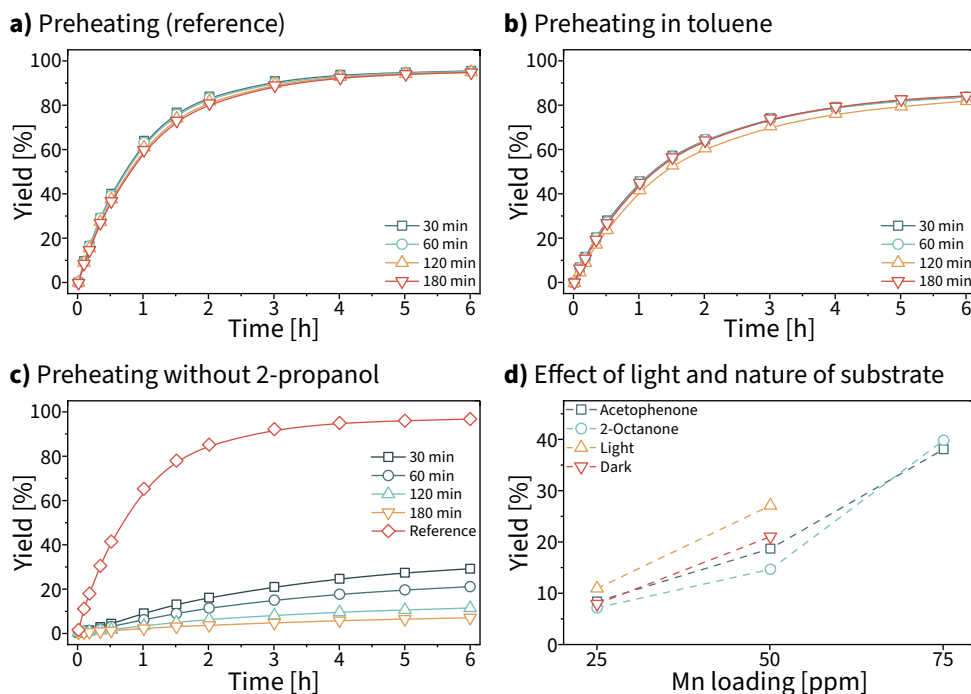 a) Preheating (reference)
Yield [%]
100
80
60
40
20
0
30 min
60 min
120 min
180 min
0 1 2 3 4 5 6
Time [h]
b) Preheating in toluene
Yield [%]
100
80
60
40
20
0
30 min
60 min
120 min
180 min
0 1 2 3 4 5 6
Time [h]
c) Preheating without 2-propanol
Yield [%]
100
80
60
40
20
0
30 min
60 min
120 min
180 min
Reference
0 1 2 3 4 5 6
Time [h]
d) Effect of light and nature of substrate
Yield [%]
40
30
20
10
0
Acetophenone
2-Octanone
Light
Dark
25 50 75
Mn loading [ppm]